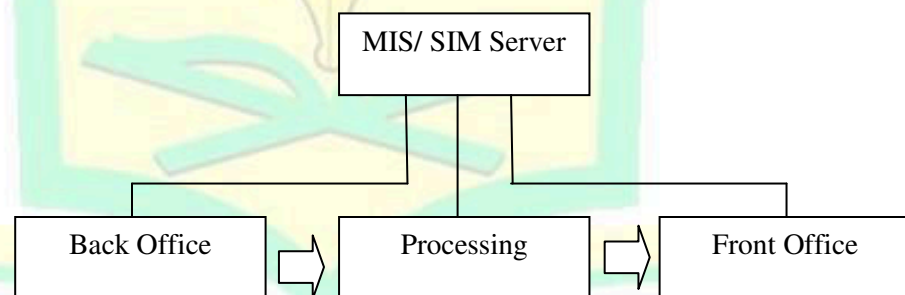 MIS/ SIM Server
Back Office
Processing
Front Office